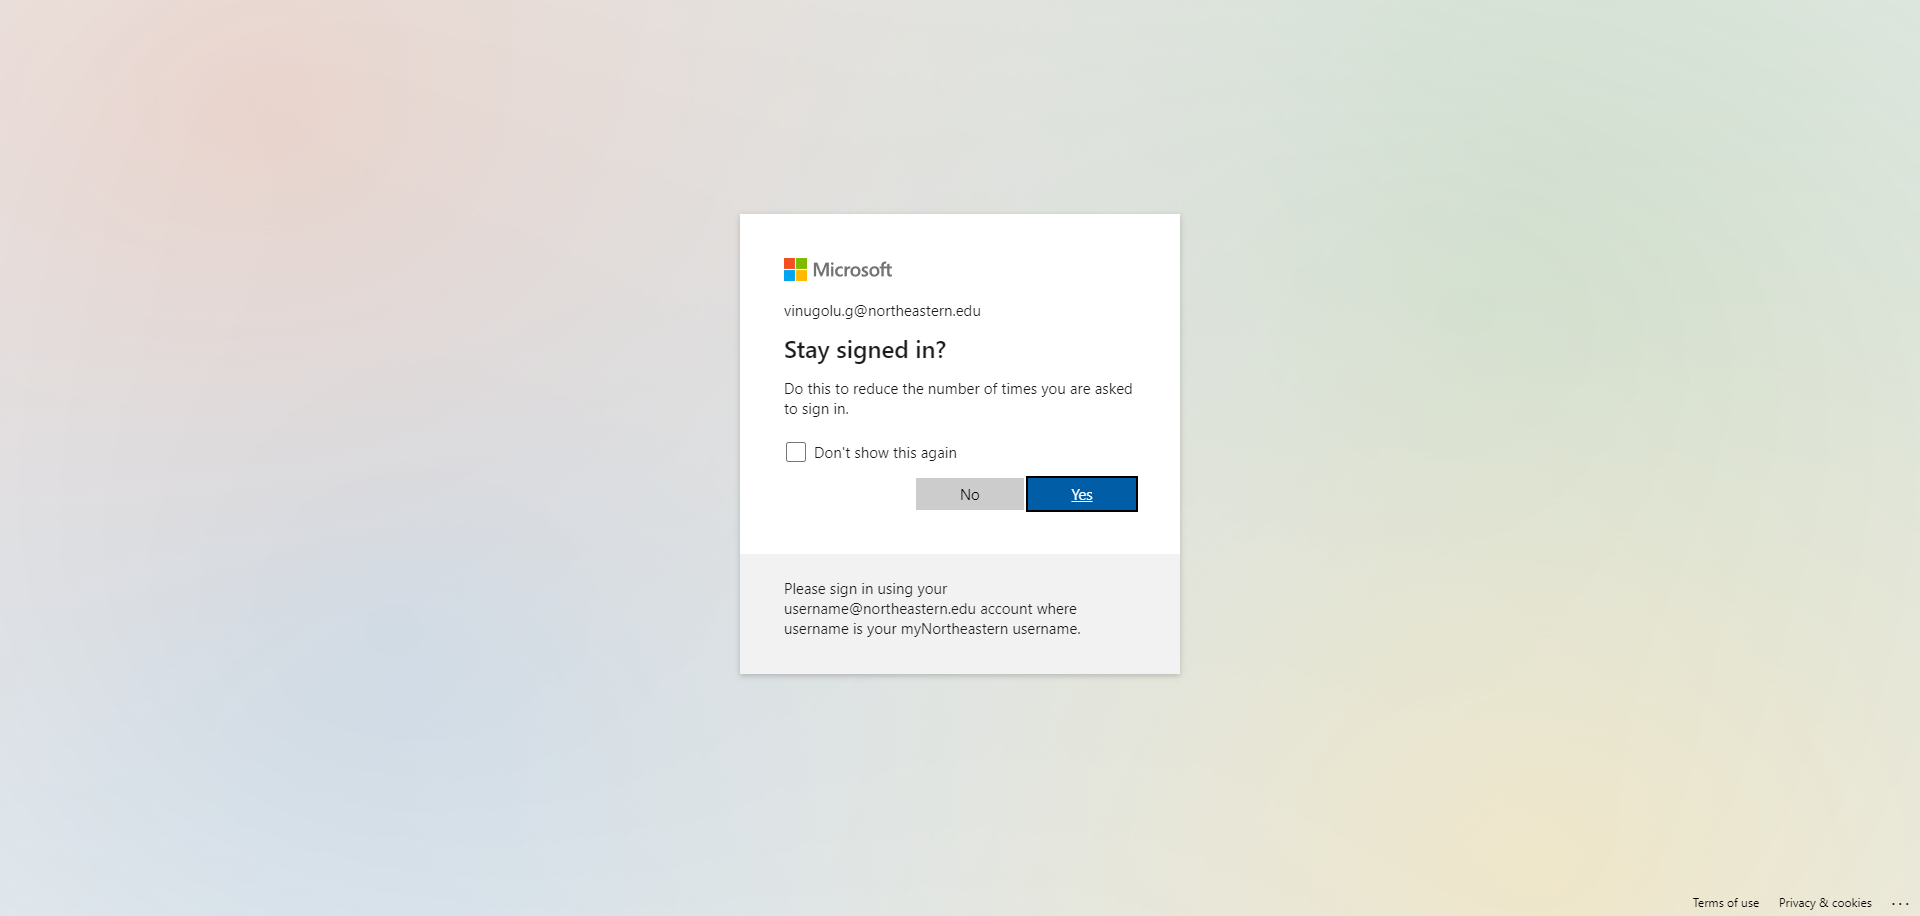 Microsoft
vinugolu.g@northeastern.edu
Stay signed in?
Do this to reduce the number of times you are asked
to sign in.
Don't show this again
No
Yes
Please sign in using your
username@northeastern.edu account where
username is your myNortheastern username.
Terms of use
Privacy & cookies
...